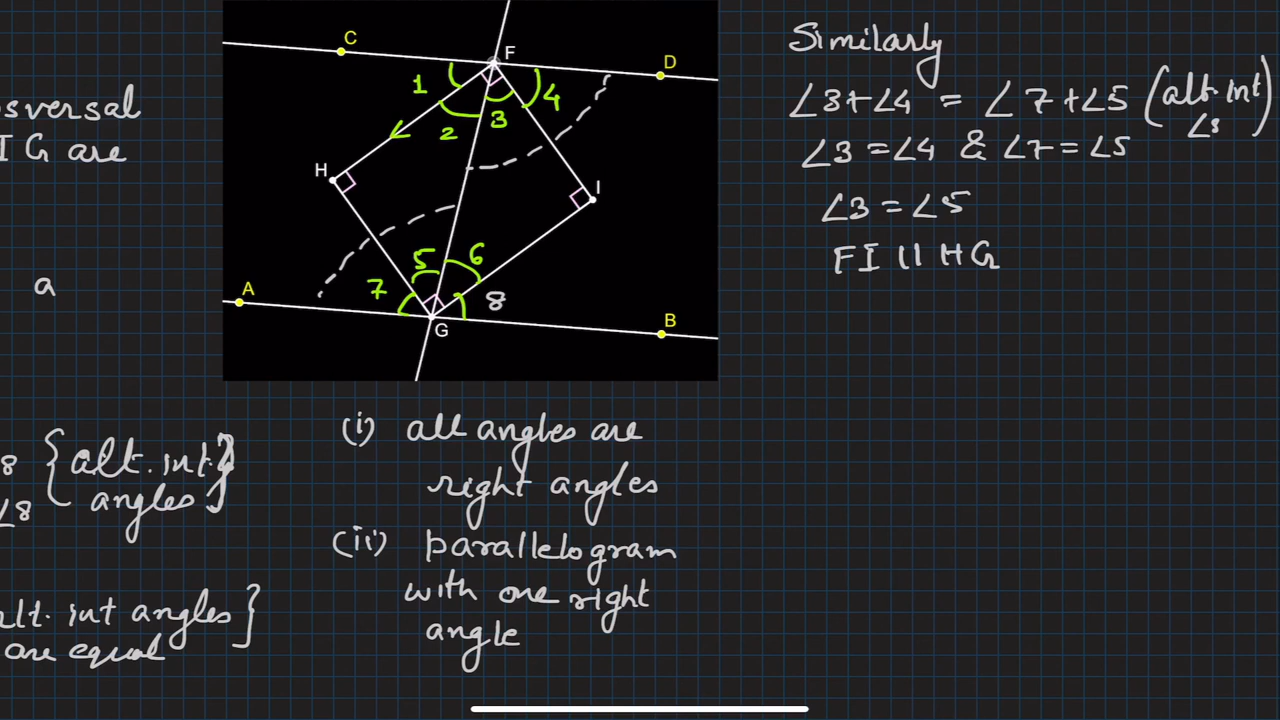 osversal
I G are
a
8 { alt. int. }
∠8 angles
alt. int angles }
are equal
C
F
D
1
2
3
4
H
I
5
6
7
8
A
G
B
(i) all angles are
right angles
(ii) parallelogram
with one right
angle
Similarly
∠3+∠4 = ∠7+∠5 (alt. int ∠s)
∠3 = ∠4 & ∠7 = ∠5
∠3 = ∠5
FI || HG